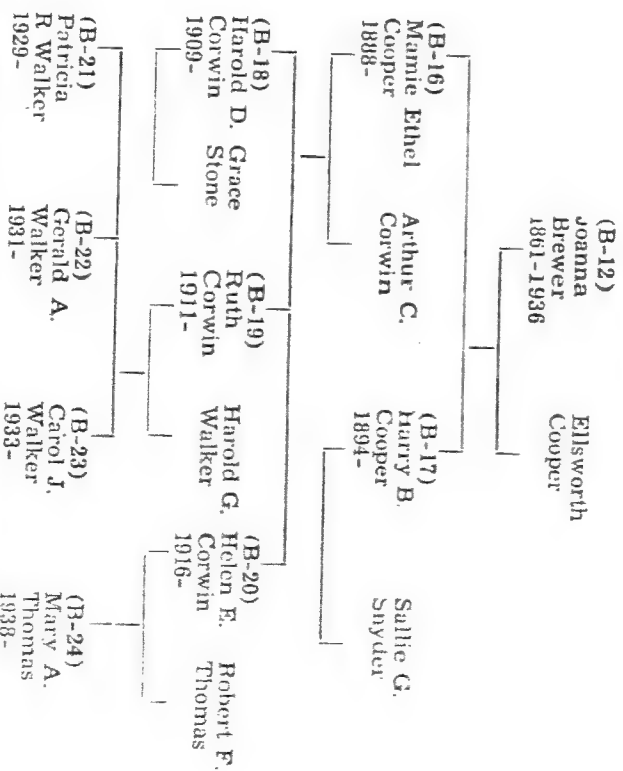 (B-12)
Joanna
Brewer
1861-1936
Ellsworth
Cooper
(B-16)
Mamie Ethel
Cooper
1888-
Arthur C.
Corwin
(B-17)
Harry B.
Cooper
1894-
Sallie G.
Snyder
(B-18)
Harold D.
Corwin
1909-
Grace
Stone
(B-19)
Ruth
Corwin
1911-
Harold G.
Walker
(B-20)
Helen E.
Corwin
1916-
Robert F.
Thomas
(B-21)
Patricia
R Walker
1929-
(B-22)
Gerald A.
Walker
1931-
(B-23)
Carol J.
Walker
1933-
(B-24)
Mary A.
Thomas
1938-